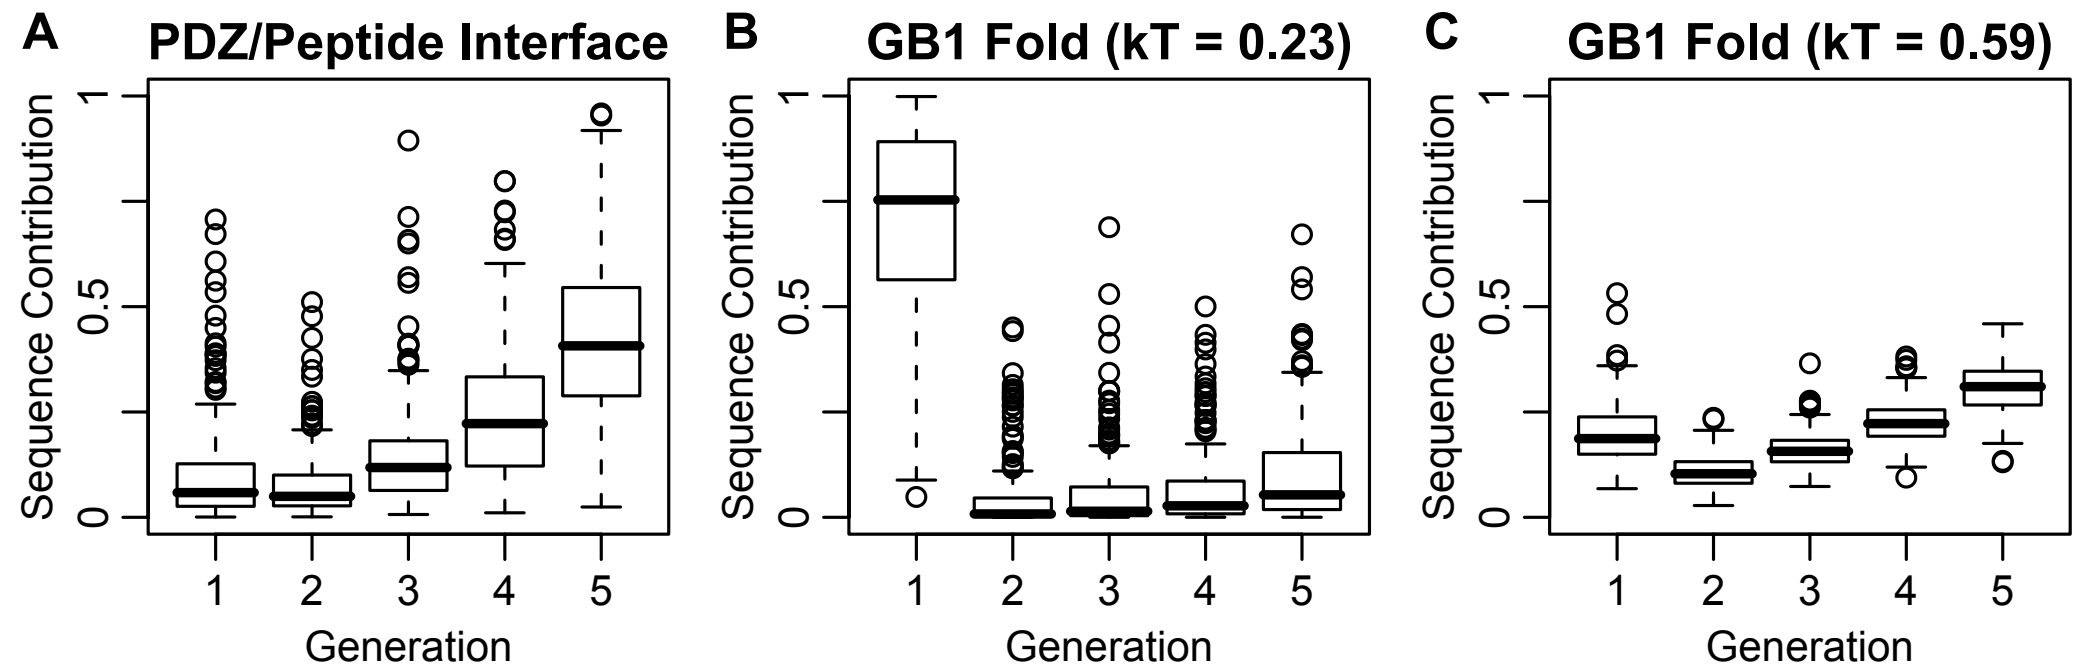 A PDZ/Peptide Interface
Sequence Contribution
1
0.5
0
1 2 3 4 5
Generation
B GB1 Fold (kT = 0.23)
Sequence Contribution
1
0.5
0
1 2 3 4 5
Generation
C GB1 Fold (kT = 0.59)
Sequence Contribution
1
0.5
0
1 2 3 4 5
Generation